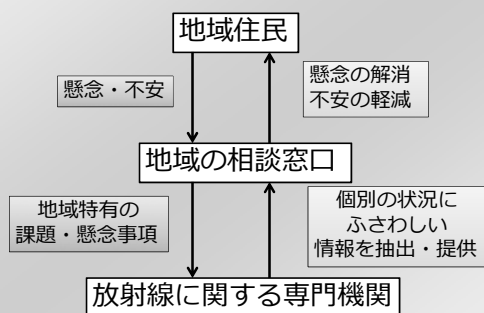 地域住民
懸念・不安
懸念の解消
不安の軽減
地域の相談窓口
地域特有の
課題・懸念事項
個別の状況に
ふさわしい
情報を抽出・提供
放射線に関する専門機関